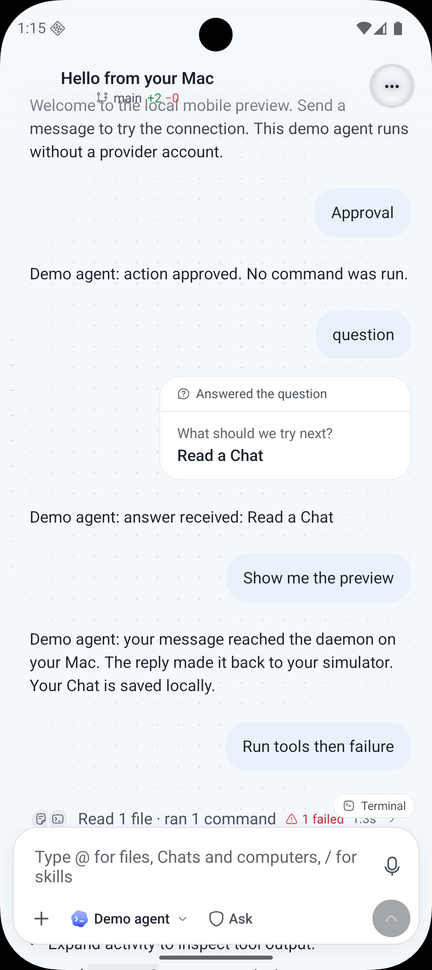 1:15
Hello from your Mac
main +2 −0
Welcome to the local mobile preview. Send a
message to try the connection. This demo agent runs
without a provider account.
Approval
Demo agent: action approved. No command was run.
question
Answered the question
What should we try next?
Read a Chat
Demo agent: answer received: Read a Chat
Show me the preview
Demo agent: your message reached the daemon on
your Mac. The reply made it back to your simulator.
Your Chat is saved locally.
Run tools then failure
Terminal
Read 1 file · ran 1 command 1 failed 1.3s
Type @ for files, Chats and computers, / for
skills
Demo agent
Ask
Expand activity to inspect tool output.